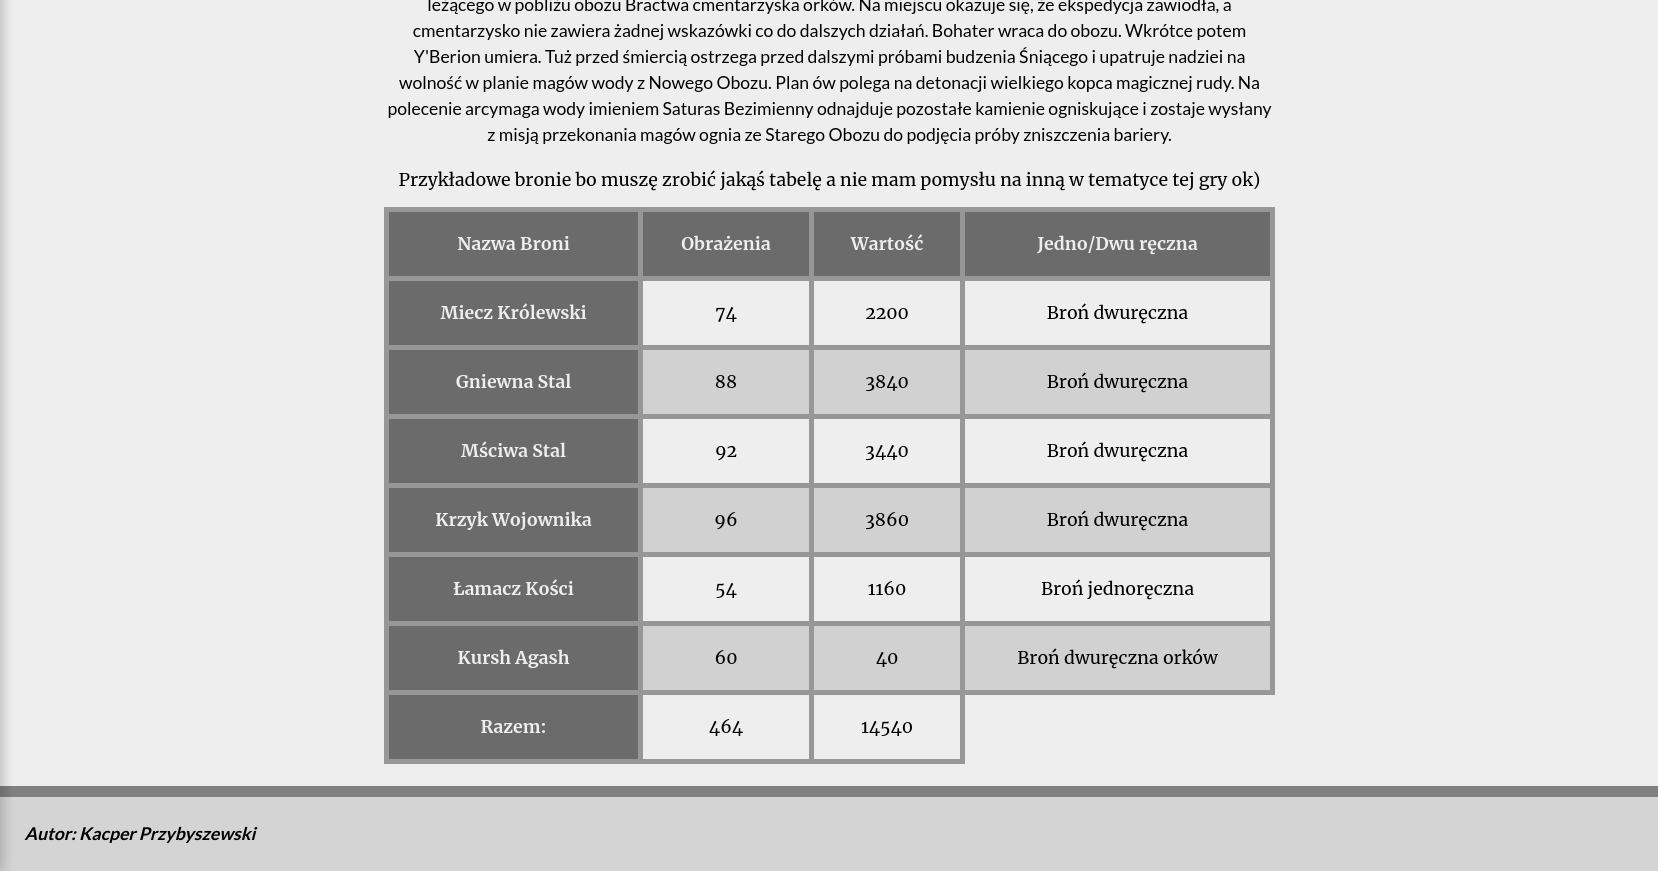 leżącego w pobliżu obozu Bractwa cmentarzyska orków. Na miejscu okazuje się, że ekspedycja zawiodła, a
cmentarzysko nie zawiera żadnej wskazówki co do dalszych działań. Bohater wraca do obozu. Wkrótce potem
Y'Berion umiera. Tuż przed śmiercią ostrzega przed dalszymi próbami budzenia Śniącego i upatruje nadziei na
wolność w planie magów wody z Nowego Obozu. Plan ów polega na detonacji wielkiego kopca magicznej rudy. Na
polecenie arcymaga wody imieniem Saturas Bezimienny odnajduje pozostałe kamienie ogniskujące i zostaje wysłany
z misją przekonania magów ognia ze Starego Obozu do podjęcia próby zniszczenia bariery.
Przykładowe bronie bo muszę zrobić jakąś tabelę a nie mam pomysłu na inną w tematyce tej gry ok)
Nazwa Broni Obrażenia Wartość Jedno/Dwu ręczna
Miecz Królewski 74 2200 Broń dwuręczna
Gniewna Stal 88 3840 Broń dwuręczna
Mściwa Stal 92 3440 Broń dwuręczna
Krzyk Wojownika 96 3860 Broń dwuręczna
Łamacz Kości 54 1160 Broń jednoręczna
Kursh Agash 60 40 Broń dwuręczna orków
Razem: 464 14540
Autor: Kacper Przybyszewski